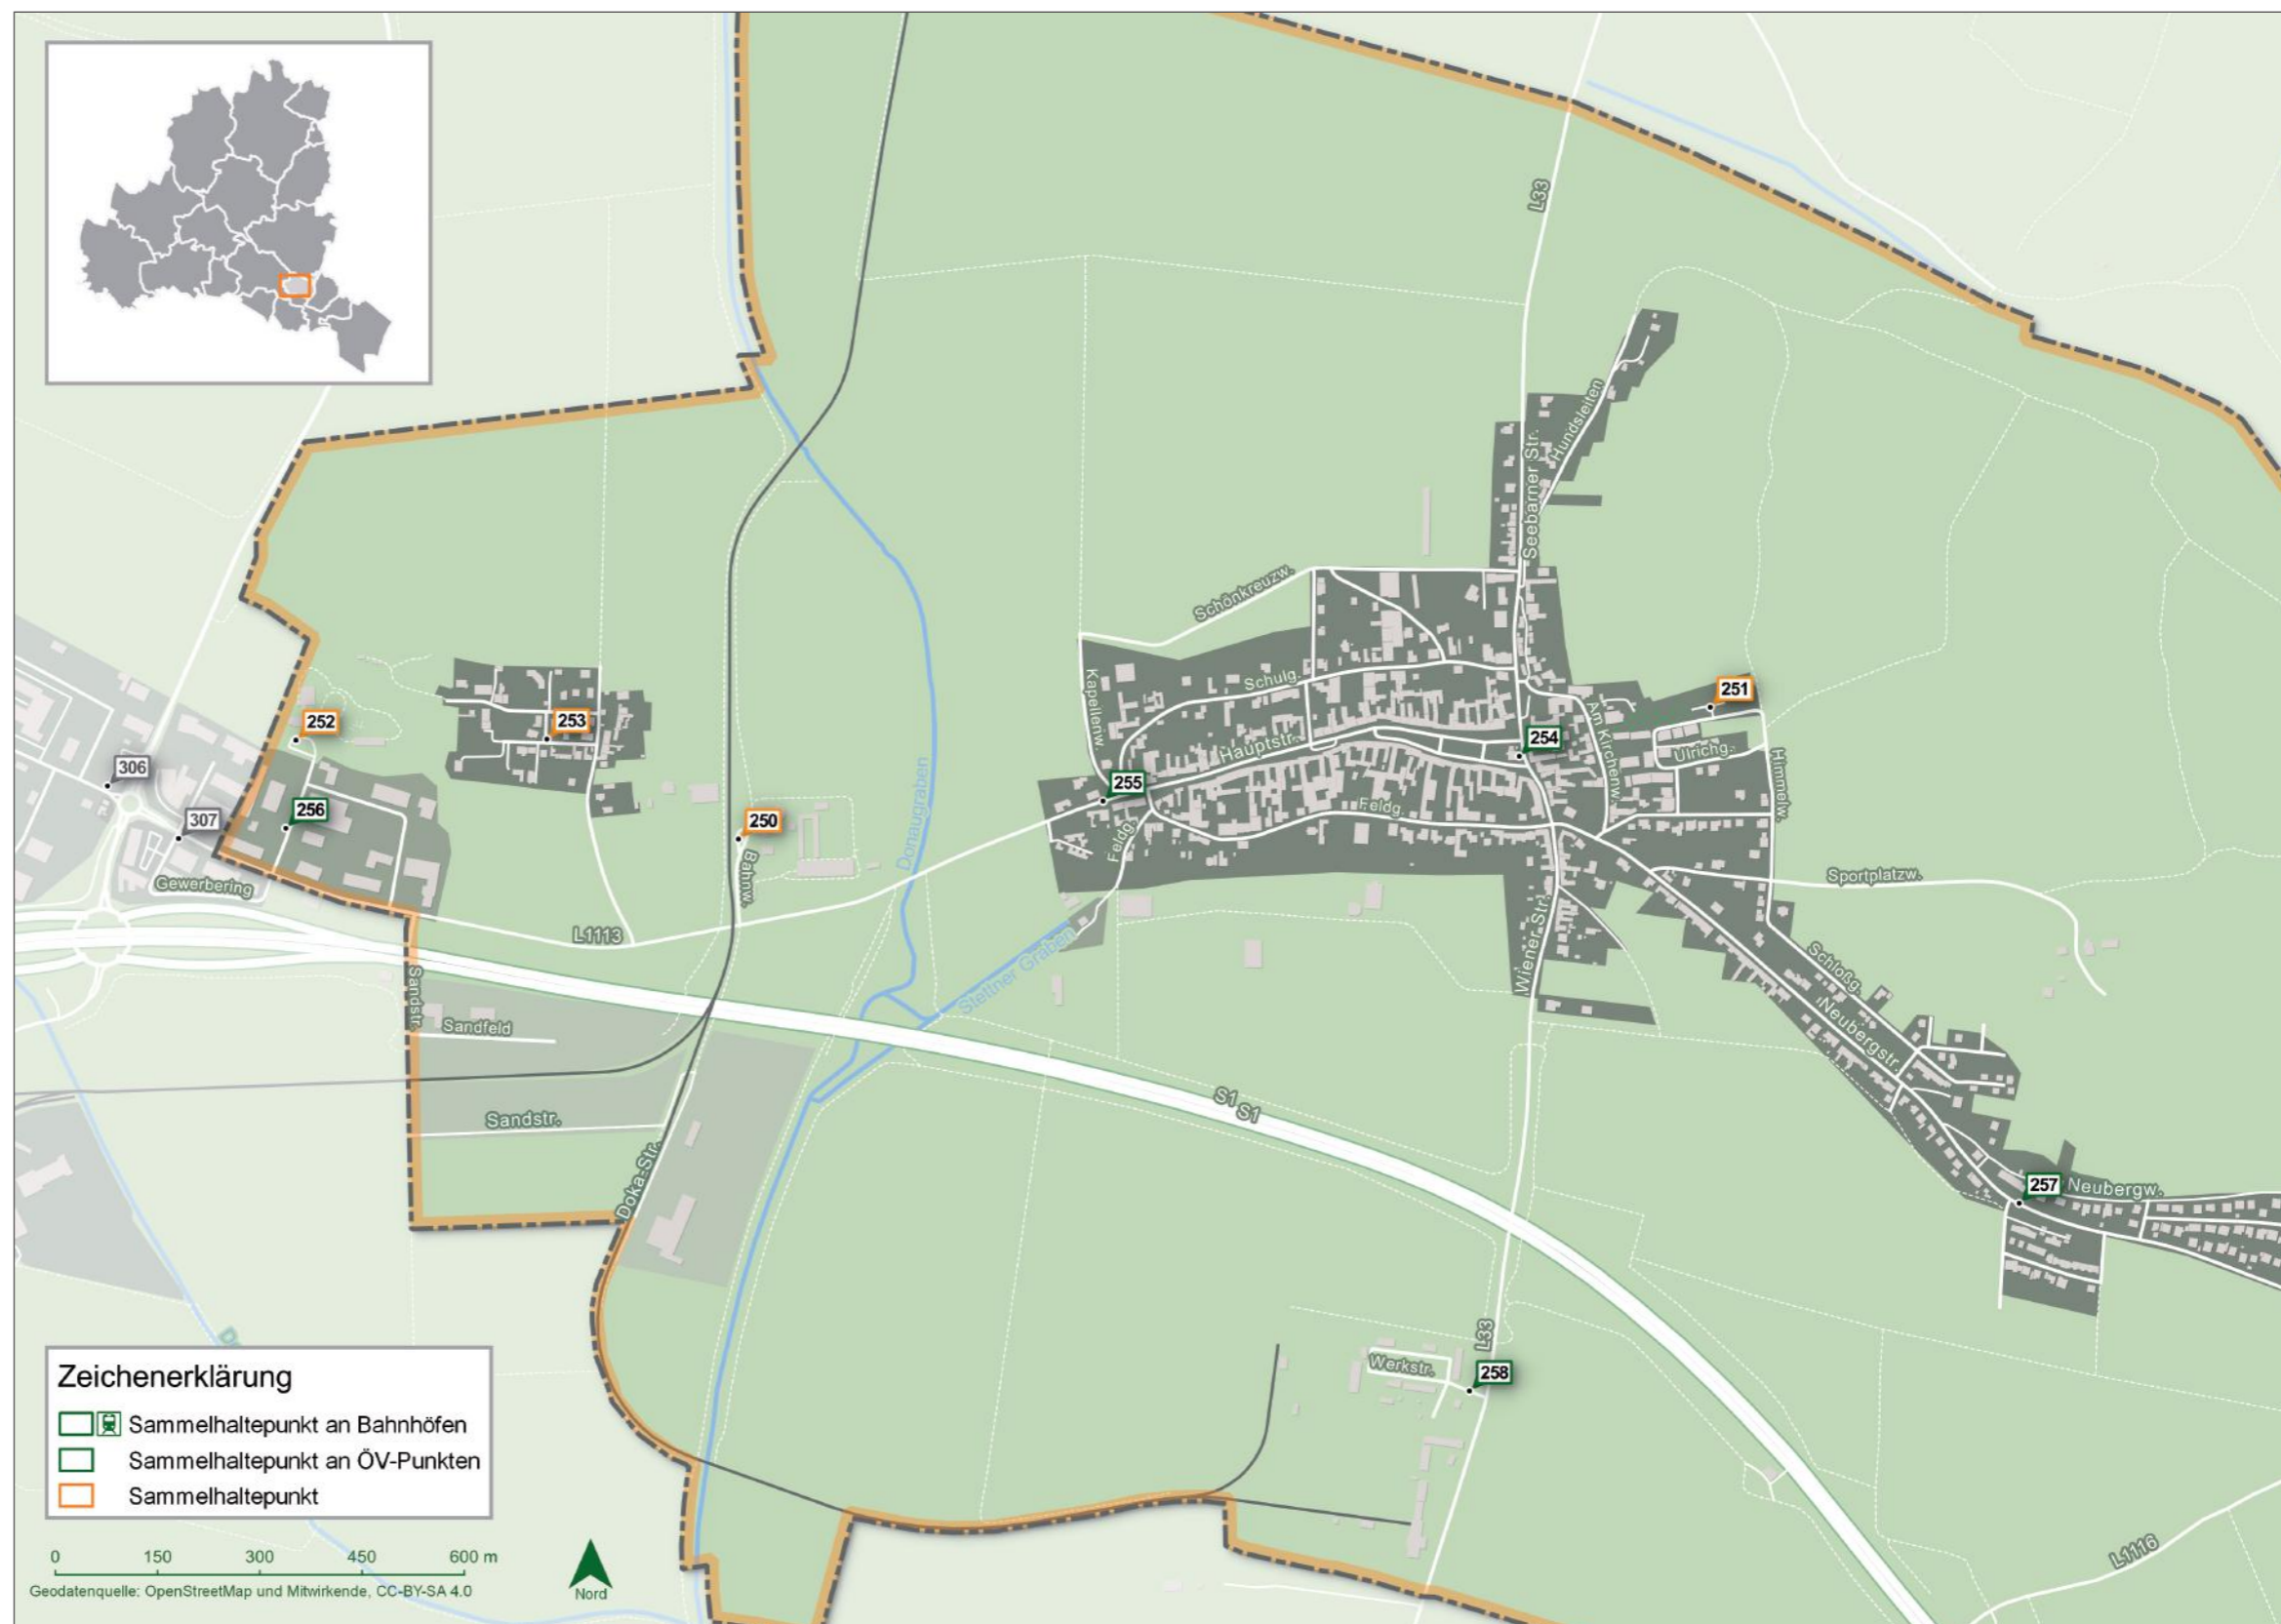 L33
Hundsleiten
Seebarner Str.
Schönkreuzw.
Kapellenw.
Schulg.
251
Am Kirchenw.
252
253
Hauptstr.
254
Ulrichg.
Himmelw.
306
255
307
256
250
Feldg.
Feldg.
Donaugraben
Bahnw.
Gewerbering
Sportplatzw.
L1113
Wiener Str.
Stettner Graben
Schloßg.
Sandstr.
Sandfeld
Neubergstr.
S1
S1
Sandstr.
Doka-Str.
257
Neubergw.
L33
Werkstr.
258
L1116
Zeichenerklärung
Sammelhaltepunkt an Bahnhöfen
Sammelhaltepunkt an ÖV-Punkten
Sammelhaltepunkt
0 150 300 450 600 m
Geodatenquelle: OpenStreetMap und Mitwirkende, CC-BY-SA 4.0
Nord